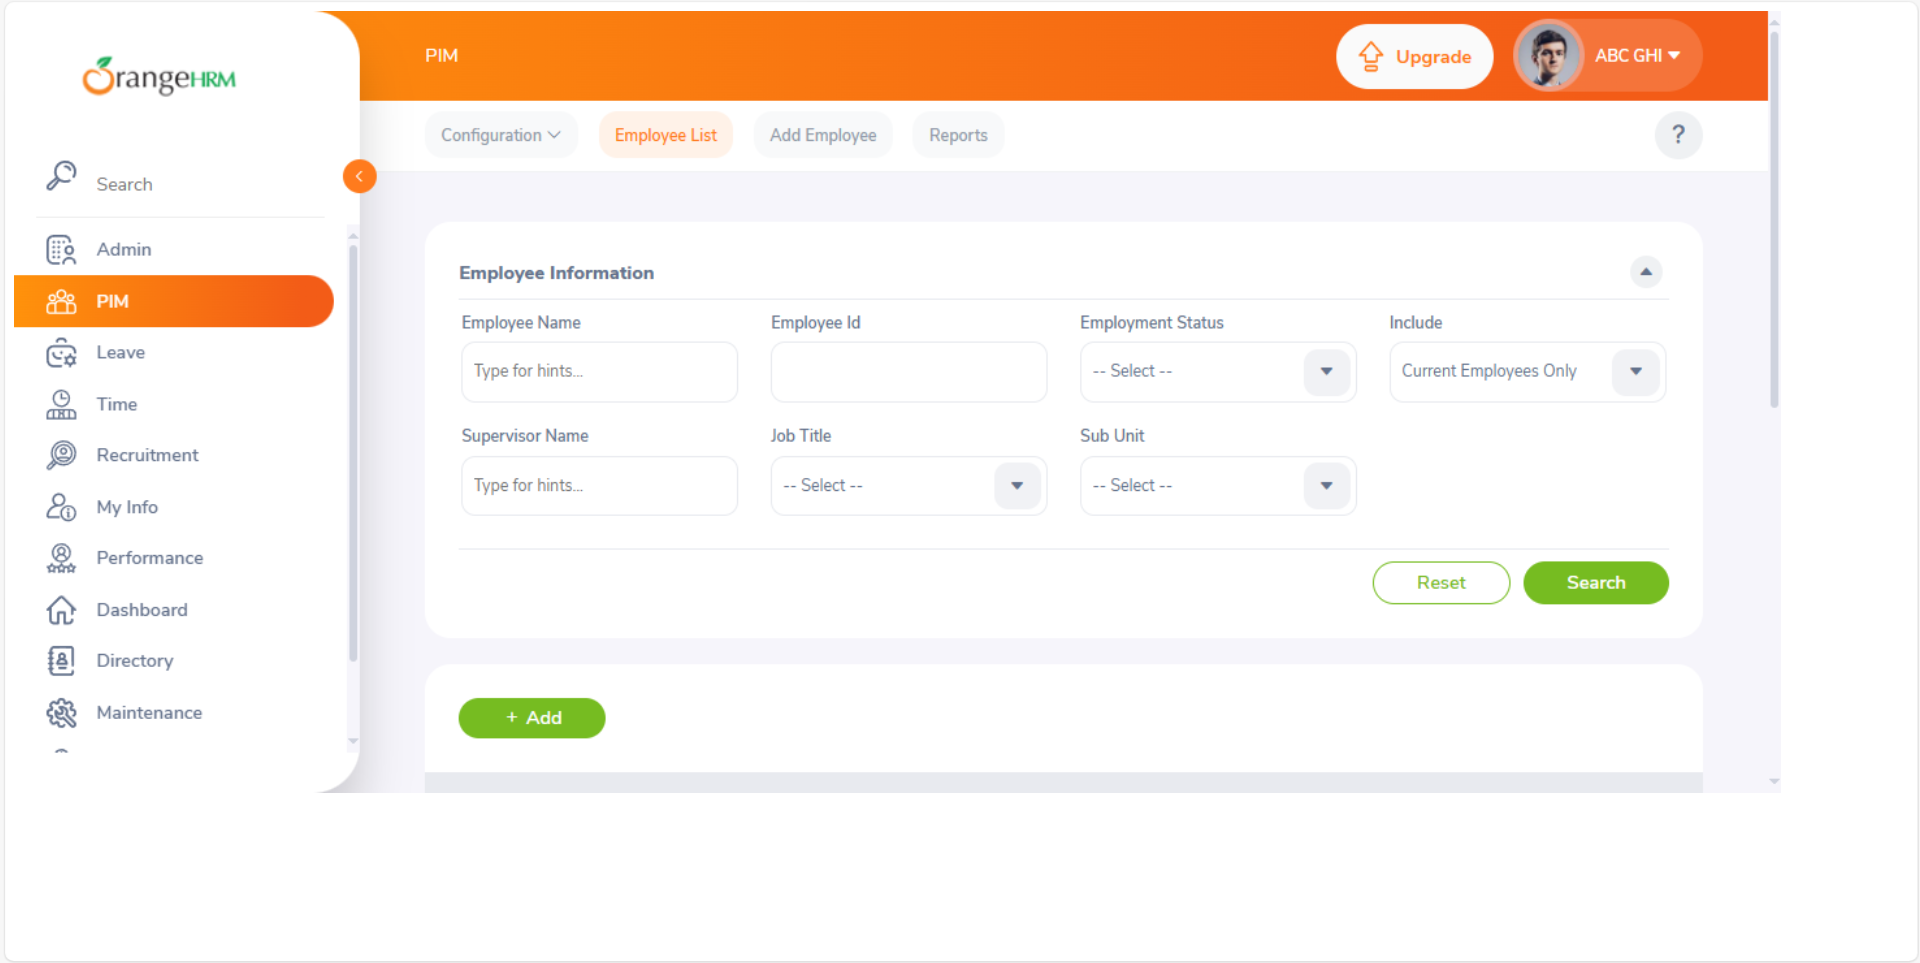 OrangeHRM
Search
Admin
PIM
Leave
Time
Recruitment
My Info
Performance
Dashboard
Directory
Maintenance
PIM
Upgrade
ABC GHI
Configuration
Employee List
Add Employee
Reports
?
Employee Information
Employee Name
Employee Id
Employment Status
Include
Type for hints...
-- Select --
Current Employees Only
Supervisor Name
Job Title
Sub Unit
Type for hints...
-- Select --
-- Select --
Reset
Search
+ Add